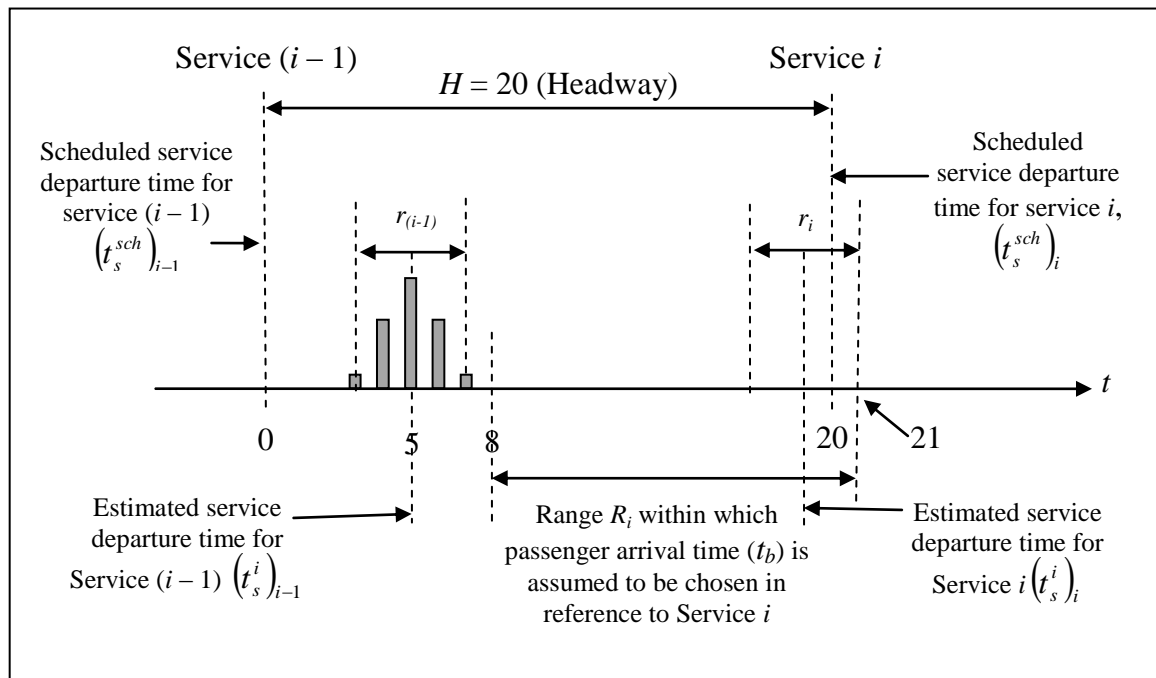 Service (i – 1)
Service i
H = 20 (Headway)
Scheduled service
departure time for
service (i – 1)
(t_s^{sch})_{i–1}
Scheduled
service departure
time for service i,
(t_s^{sch})_i
r_{(i-1)}
r_i
t
0
5
8
20
21
Estimated service
departure time for
Service (i – 1) (t_s^i)_{i–1}
Range R_i within which
passenger arrival time (t_b) is
assumed to be chosen in
reference to Service i
Estimated service
departure time for
Service i (t_s^i)_i